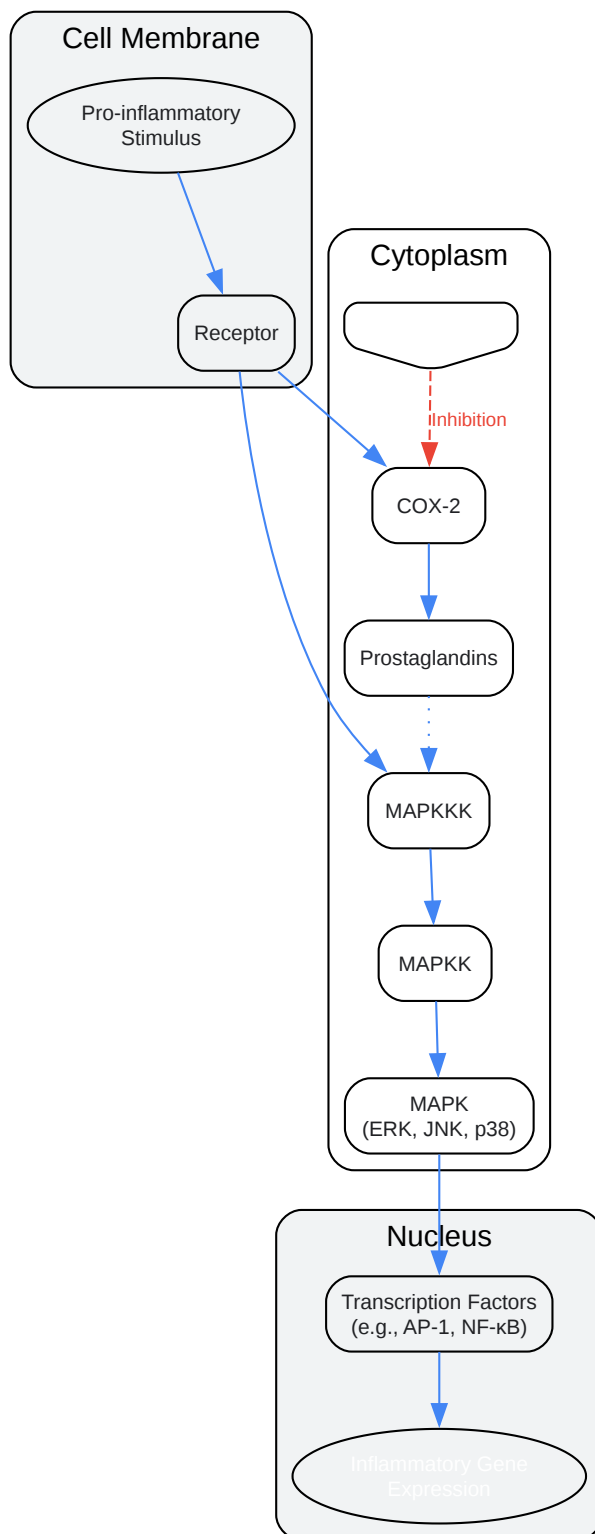 Cell Membrane
Pro-inflammatory
Stimulus
Receptor
Cytoplasm
Inhibition
COX-2
Prostaglandins
MAPKKK
MAPKK
MAPK
(ERK, JNK, p38)
Nucleus
Transcription Factors
(e.g., AP-1, NF-κB)
Inflammatory Gene
Expression